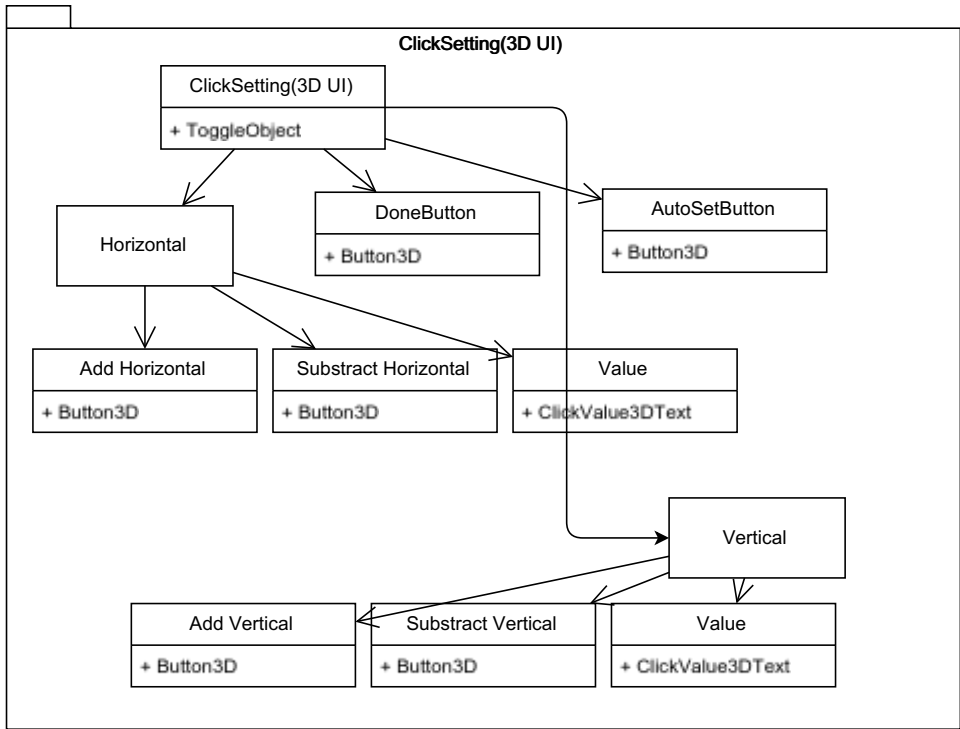 ClickSetting(3D UI)
ClickSetting(3D UI)
+ ToggleObject
DoneButton
+ Button3D
AutoSetButton
+ Button3D
Horizontal
Add Horizontal
+ Button3D
Substract Horizontal
+ Button3D
Value
+ ClickValue3DText
Vertical
Add Vertical
+ Button3D
Substract Vertical
+ Button3D
Value
+ ClickValue3DText